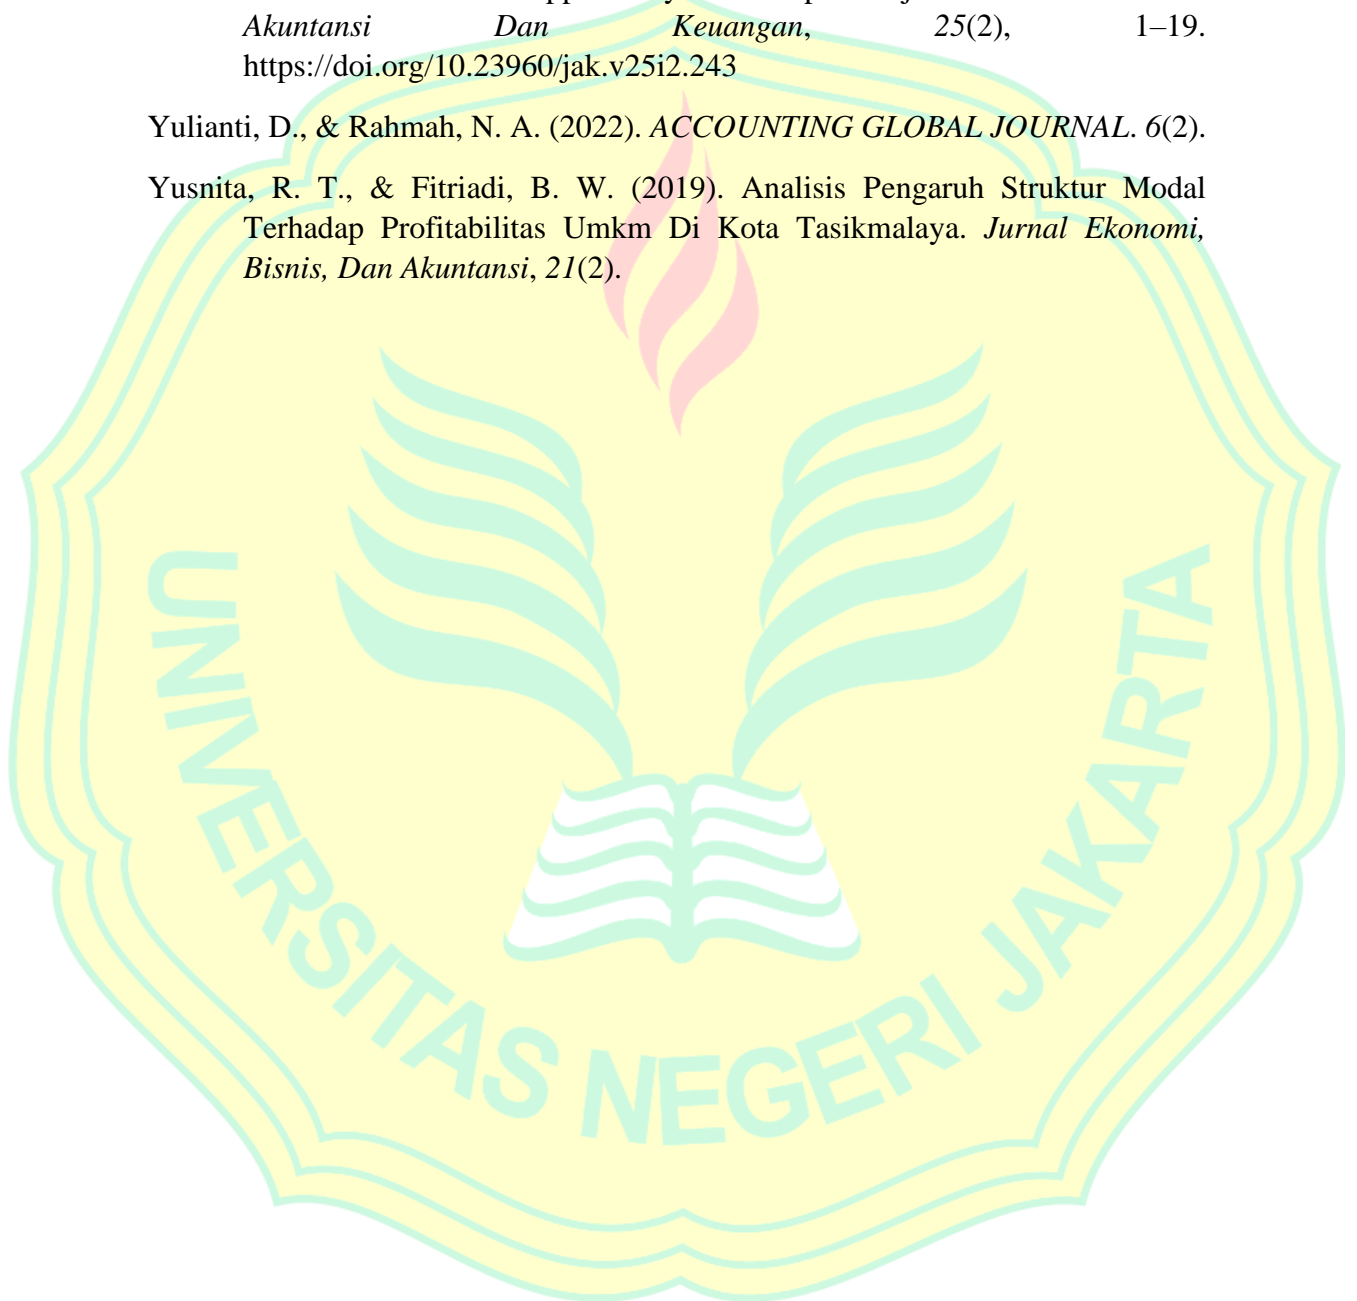 Akuntansi Dan Keuangan, 25(2), 1–19.
https://doi.org/10.23960/jak.v25i2.243
Yulianti, D., & Rahmah, N. A. (2022). ACCOUNTING GLOBAL JOURNAL. 6(2).
Yusnita, R. T., & Fitriadi, B. W. (2019). Analisis Pengaruh Struktur Modal
Terhadap Profitabilitas Umkm Di Kota Tasikmalaya. Jurnal Ekonomi,
Bisnis, Dan Akuntansi, 21(2).
UNIVERSITAS NEGERI JAKARTA